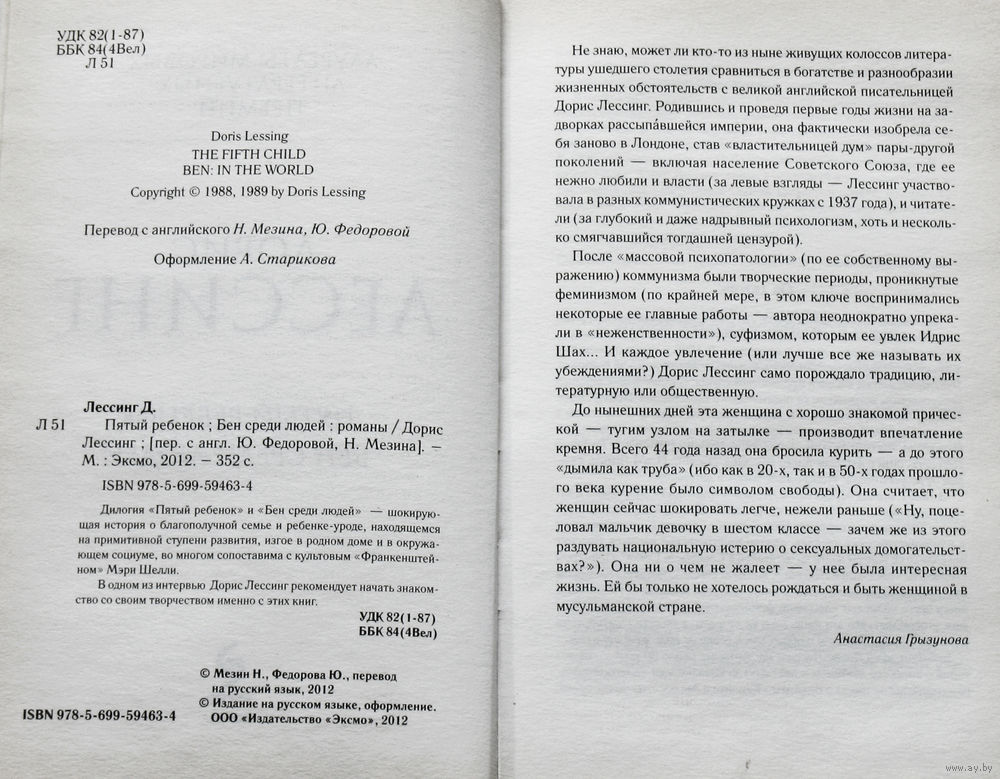 УДК 82(1-87)
ББК 84(4Вел)
Л 51
Doris Lessing
THE FIFTH CHILD
BEN: IN THE WORLD
Copyright © 1988, 1989 by Doris Lessing
Перевод с английского Н. Мезина, Ю. Федоровой
Оформление А. Старикова
Лессинг Д.
Л 51 Пятый ребенок ; Бен среди людей : романы / Дорис
Лессинг ; [пер. с англ. Ю. Федоровой, Н. Мезина]. –
М. : Эксмо, 2012. – 352 с.
ISBN 978-5-699-59463-4
Дилогия «Пятый ребенок» и «Бен среди людей» — шокирую-
щая история о благополучной семье и ребенке-уроде, находящемся
на примитивной ступени развития, изгое в родном доме и в окружа-
ющем социуме, во многом сопоставима с культовым «Франкенштей-
ном» Мэри Шелли.
В одном из интервью Дорис Лессинг рекомендует начать знаком-
ство со своим творчеством именно с этих книг.
УДК 82(1-87)
ББК 84(4Вел)
© Мезин Н., Федорова Ю., перевод
на русский язык, 2012
© Издание на русском языке, оформление.
ООО «Издательство «Эксмо», 2012
ISBN 978-5-699-59463-4
Не знаю, может ли кто-то из ныне живущих колоссов литера-
туры ушедшего столетия сравниться в богатстве и разнообразии
жизненных обстоятельств с великой английской писательницей
Дорис Лессинг. Родившись и проведя первые годы жизни на за-
дворках рассыпа́вшейся империи, она фактически изобрела се-
бя заново в Лондоне, став «властительницей дум» пары-другой
поколений — включая население Советского Союза, где ее
нежно любили и власти (за левые взгляды — Лессинг участво-
вала в разных коммунистических кружках с 1937 года), и читате-
ли (за глубокий и даже надрывный психологизм, хоть и несколь-
ко смягчавшийся тогдашней цензурой).
После «массовой психопатологии» (по ее собственному вы-
ражению) коммунизма были творческие периоды, проникнутые
феминизмом (по крайней мере, в этом ключе воспринимались
некоторые ее главные работы — автора неоднократно упрека-
ли в «неженственности»), суфизмом, которым ее увлек Идрис
Шах... И каждое увлечение (или лучше все же называть их
убеждениями?) Дорис Лессинг само порождало традицию, ли-
тературную или общественную.
До нынешних дней эта женщина с хорошо знакомой причес-
кой — тугим узлом на затылке — производит впечатление
кремня. Всего 44 года назад она бросила курить — а до этого
«дымила как труба» (ибо как в 20-х, так и в 50-х годах прошло-
го века курение было символом свободы). Она считает, что
женщин сейчас шокировать легче, нежели раньше («Ну, поце-
ловал мальчик девочку в шестом классе — зачем же из этого
раздувать национальную истерию о сексуальных домогательст-
вах?»). Она ни о чем не жалеет — у нее была интересная
жизнь. Ей бы только не хотелось рождаться и быть женщиной в
мусульманской стране.
Анастасия Грызунова
www.ay.by